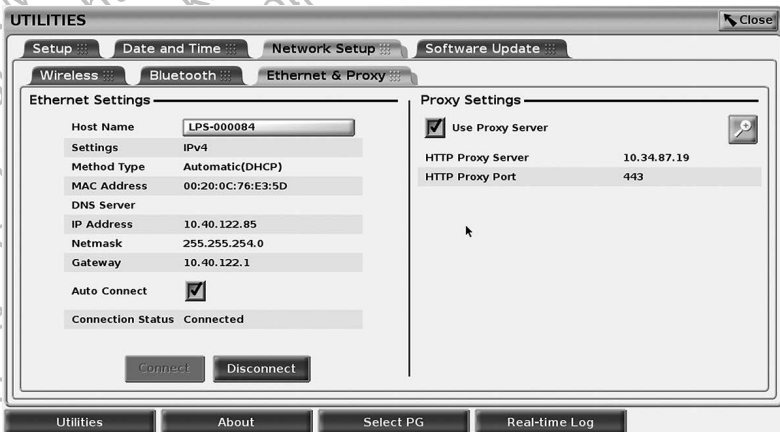 UTILITIES
Close
Setup
Date and Time
Network Setup
Software Update
Wireless
Bluetooth
Ethernet & Proxy
Ethernet Settings
Host Name LPS-000084
Settings IPv4
Method Type Automatic(DHCP)
MAC Address 00:20:0C:76:E3:5D
DNS Server
IP Address 10.40.122.85
Netmask 255.255.254.0
Gateway 10.40.122.1
Auto Connect
Connection Status Connected
Connect
Disconnect
Proxy Settings
Use Proxy Server
HTTP Proxy Server 10.34.87.19
HTTP Proxy Port 443
Utilities
About
Select PG
Real-time Log